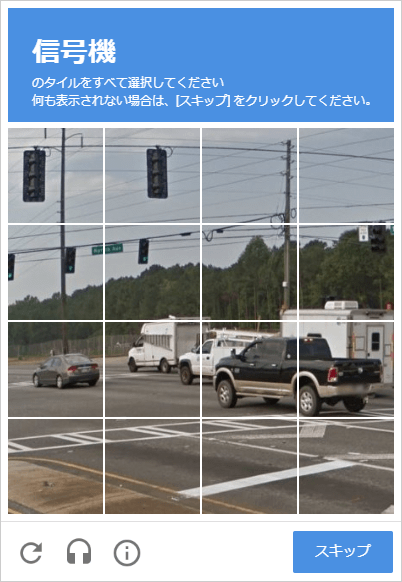 信号機
のタイルをすべて選択してください
何も表示されない場合は、[スキップ] をクリックしてください。
スキップ